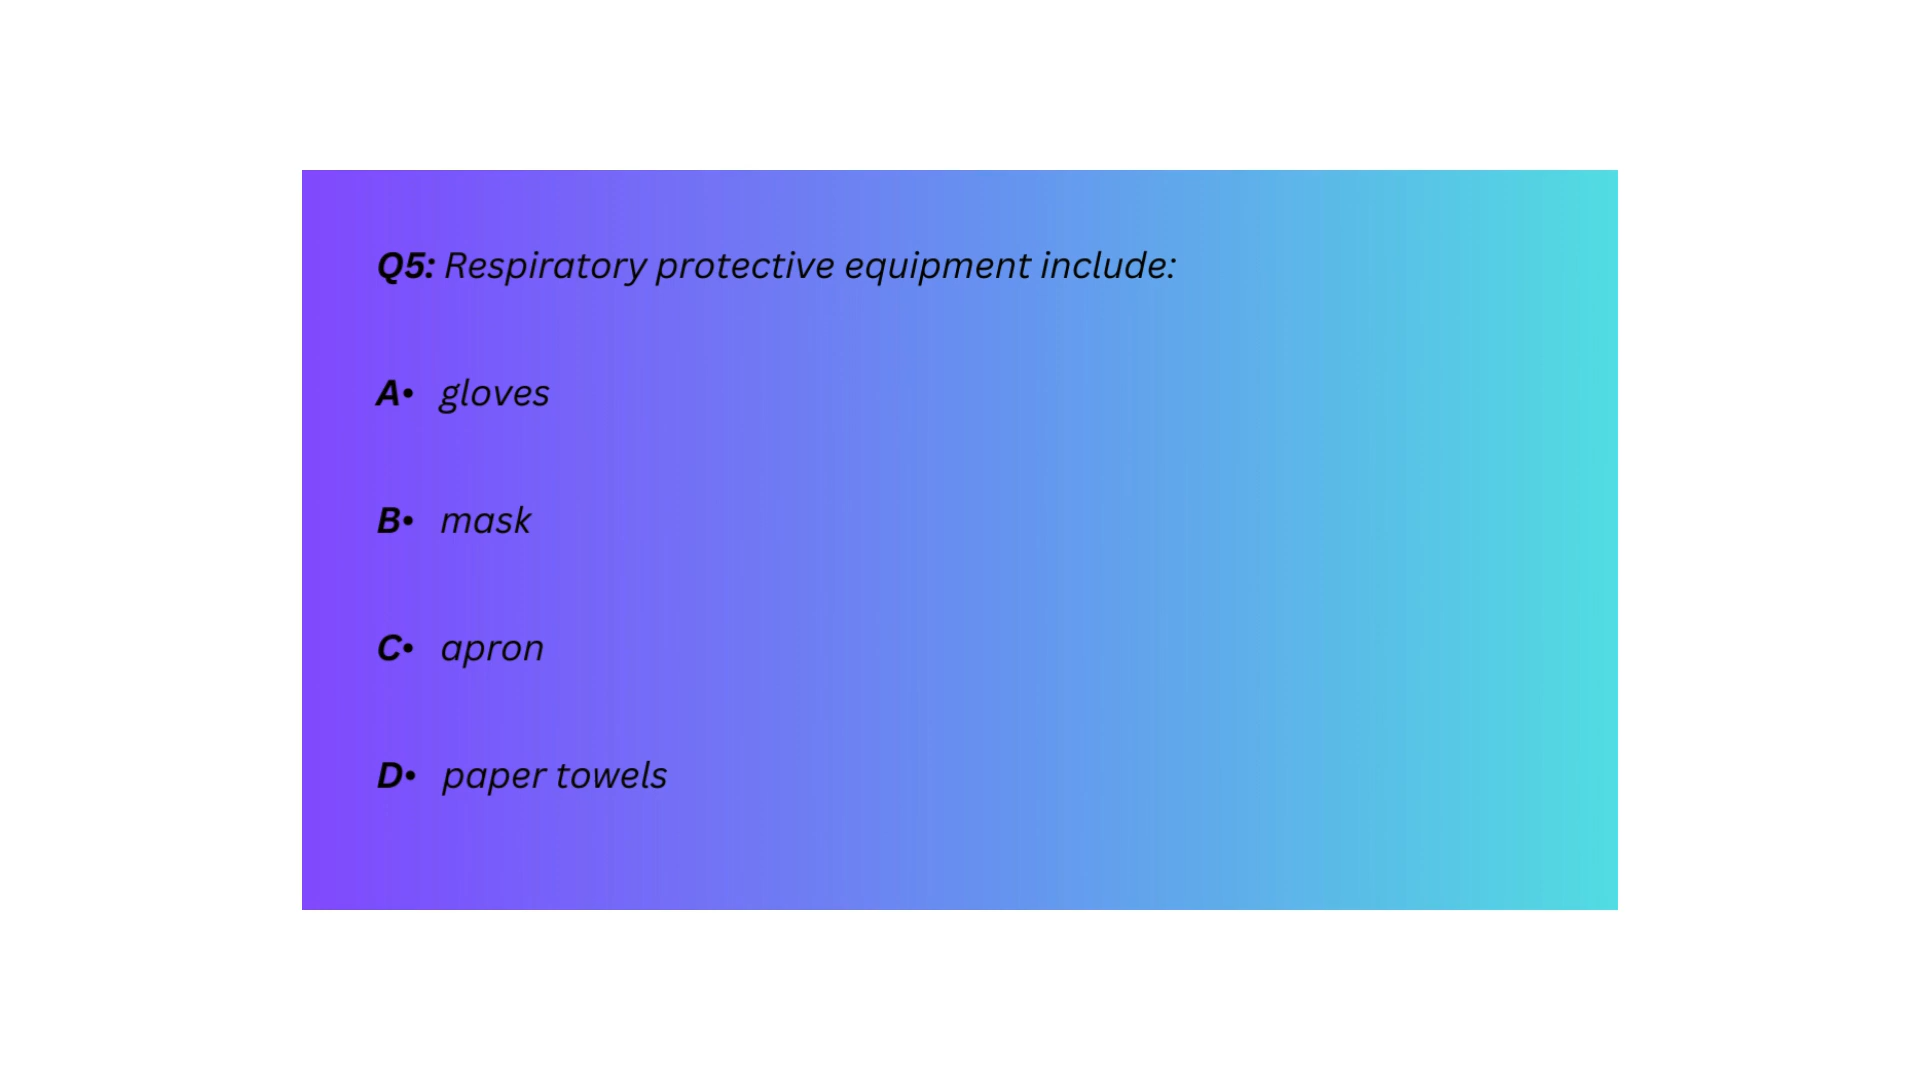 Q5: Respiratory protective equipment include:
A• gloves
B• mask
C• apron
D• paper towels